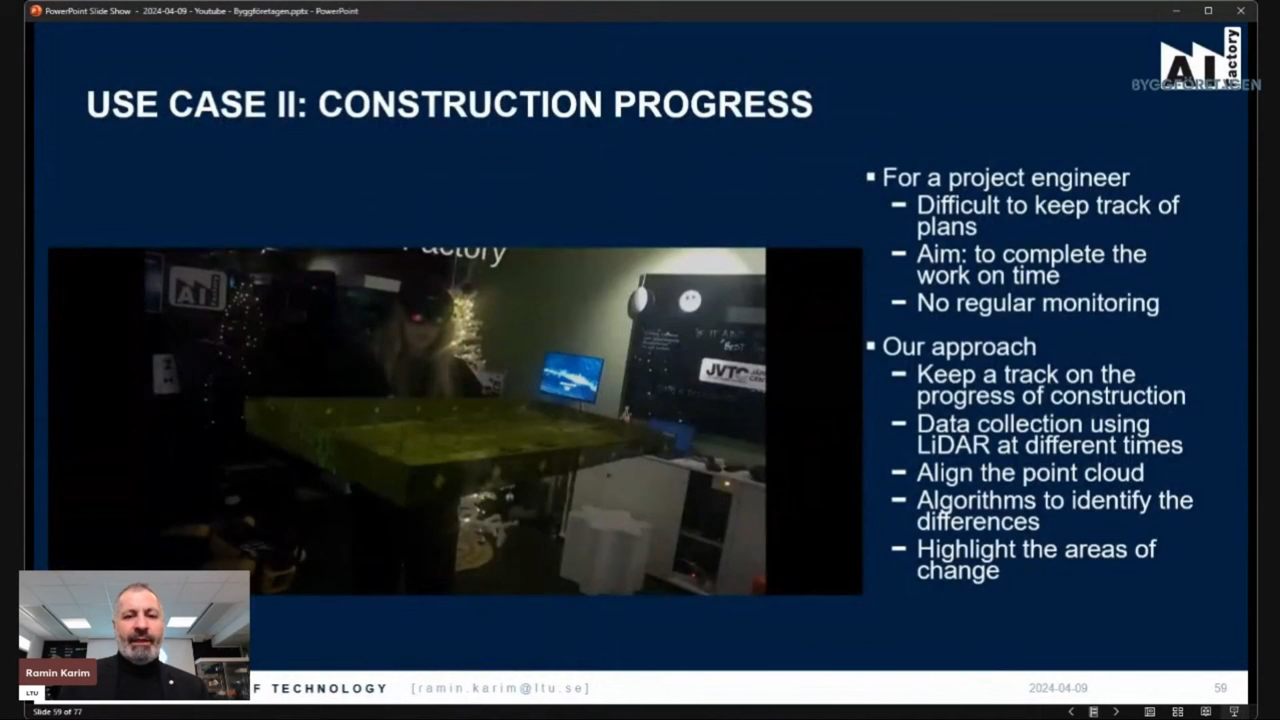 PowerPoint Slide Show - 2024-04-09 - Youtube - Byggföretagen.pptx - PowerPoint
AI Factory
BYGGFÖRETAGEN
USE CASE II: CONSTRUCTION PROGRESS
For a project engineer
– Difficult to keep track of
plans
– Aim: to complete the
work on time
– No regular monitoring
Our approach
– Keep a track on the
progress of construction
– Data collection using
LiDAR at different times
– Align the point cloud
– Algorithms to identify the
differences
– Highlight the areas of
change
Factory
AI
JVTC
Ramin Karim
LTU
F TECHNOLOGY [ramin.karim@ltu.se]
2024-04-09
59
Slide 59 of 77